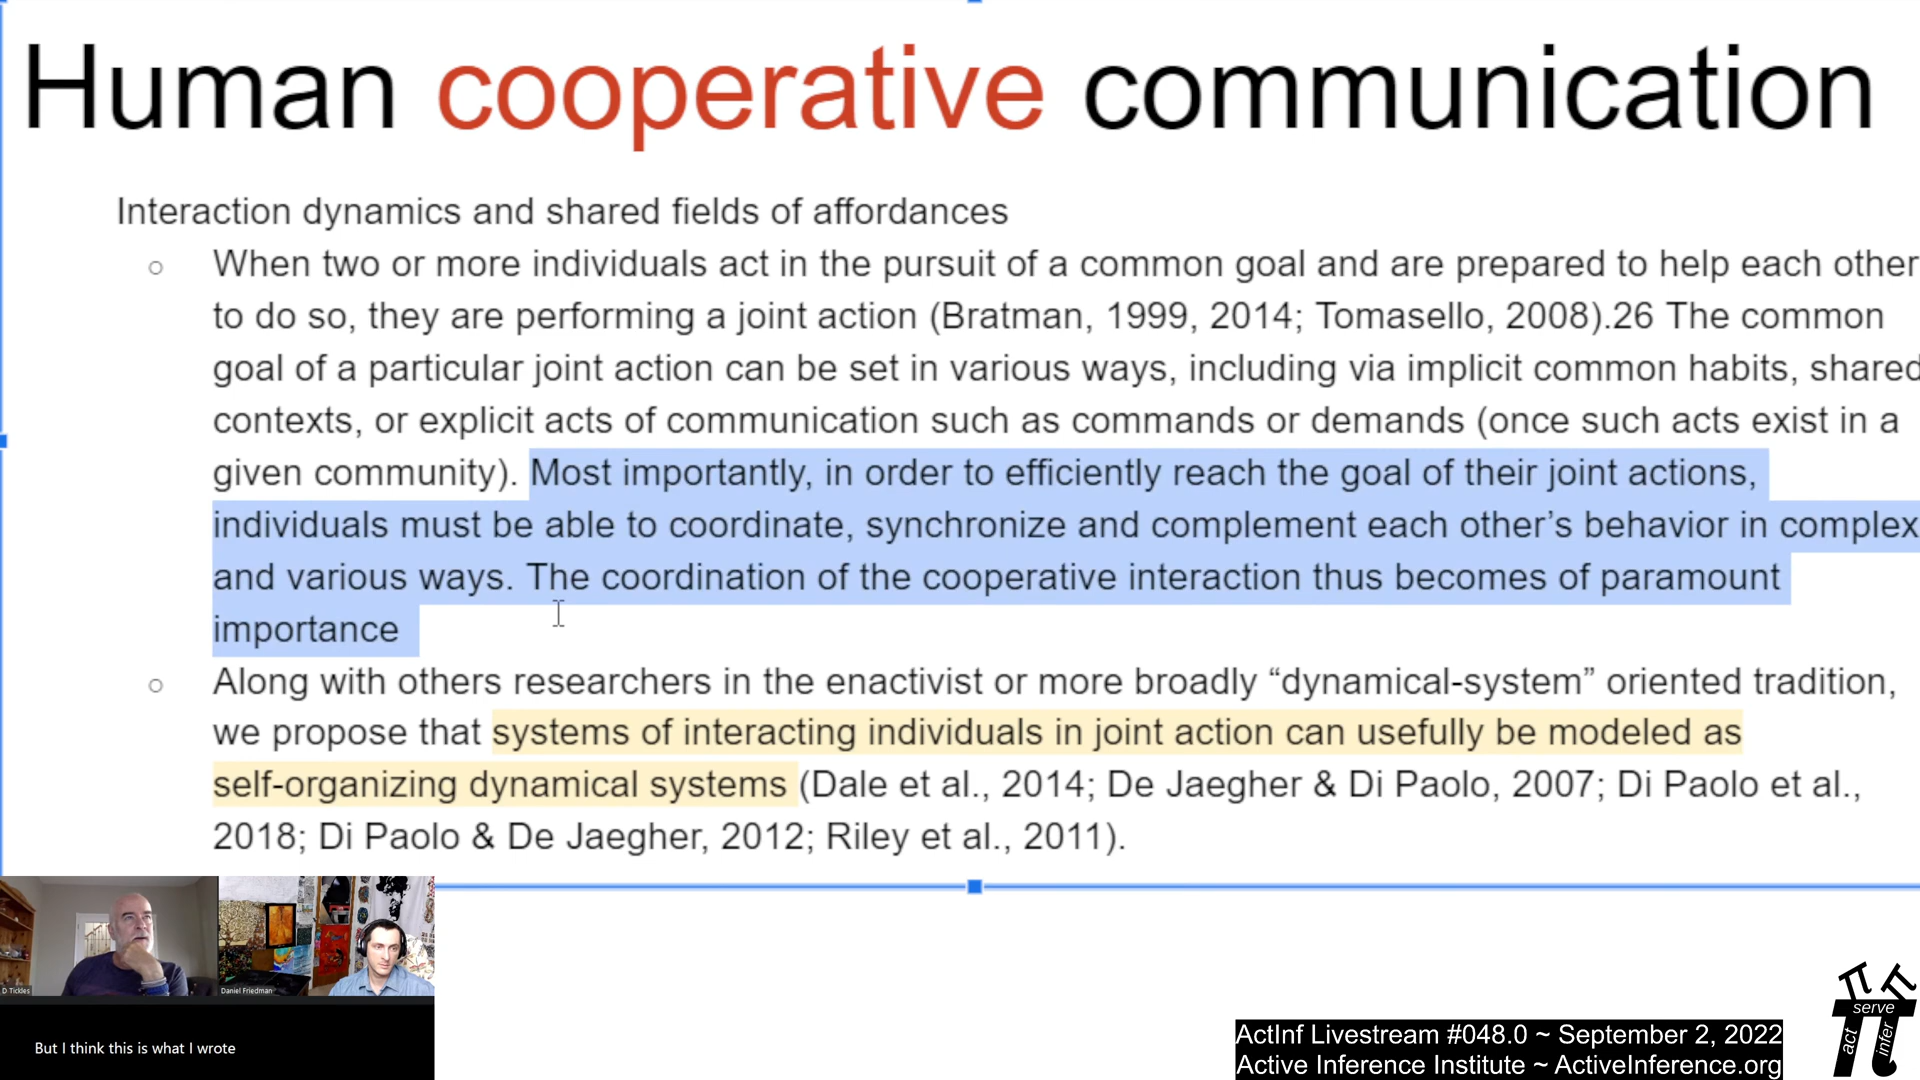 Human cooperative communication
Interaction dynamics and shared fields of affordances
○ When two or more individuals act in the pursuit of a common goal and are prepared to help each other
to do so, they are performing a joint action (Bratman, 1999, 2014; Tomasello, 2008).26 The common
goal of a particular joint action can be set in various ways, including via implicit common habits, shared
contexts, or explicit acts of communication such as commands or demands (once such acts exist in a
given community). Most importantly, in order to efficiently reach the goal of their joint actions,
individuals must be able to coordinate, synchronize and complement each other’s behavior in complex
and various ways. The coordination of the cooperative interaction thus becomes of paramount
importance
○ Along with others researchers in the enactivist or more broadly “dynamical-system” oriented tradition,
we propose that systems of interacting individuals in joint action can usefully be modeled as
self-organizing dynamical systems (Dale et al., 2014; De Jaegher & Di Paolo, 2007; Di Paolo et al.,
2018; Di Paolo & De Jaegher, 2012; Riley et al., 2011).
D Tickles
Daniel Friedman
But I think this is what I wrote
ActInf Livestream #048.0 ~ September 2, 2022
Active Inference Institute ~ ActiveInference.org
serve
act
infer